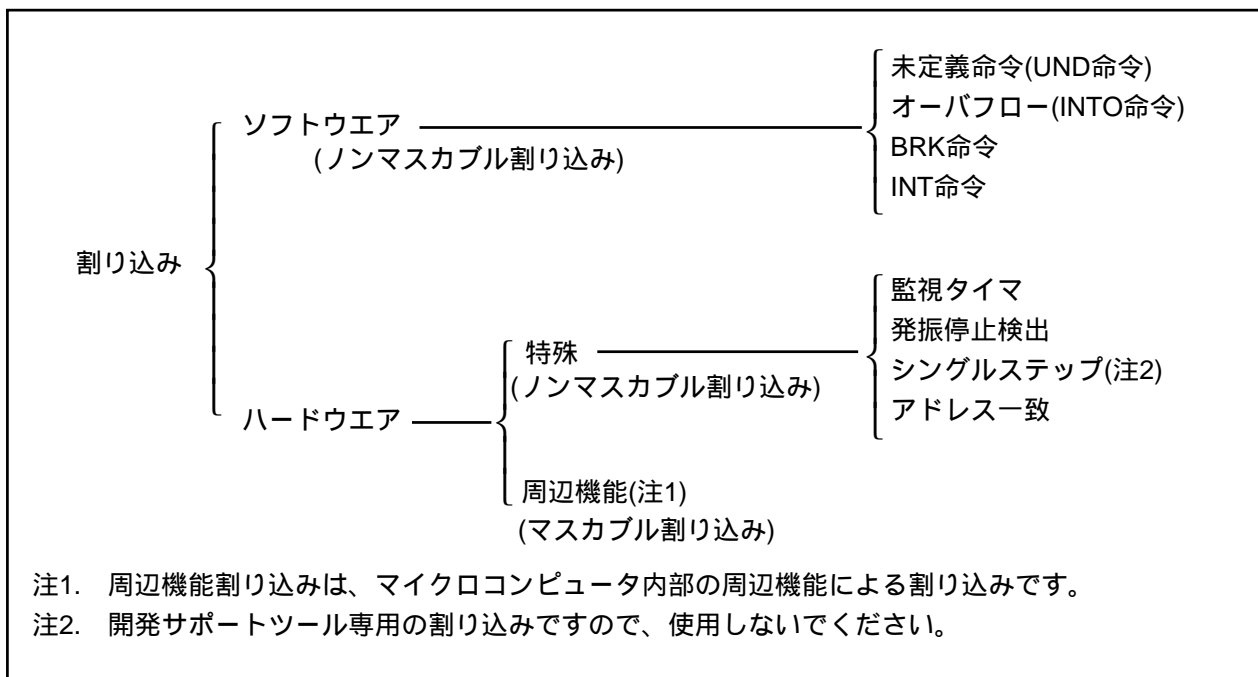 未定義命令(UND命令)
オーバフロー(INTO命令)
BRK命令
INT命令
ソフトウエア
(ノンマスカブル割り込み)
割り込み
監視タイマ
発振停止検出
シングルステップ(注2)
アドレス一致
特殊
(ノンマスカブル割り込み)
ハードウエア
周辺機能(注1)
(マスカブル割り込み)
注1. 周辺機能割り込みは、マイクロコンピュータ内部の周辺機能による割り込みです。
注2. 開発サポートツール専用の割り込みですので、使用しないでください。